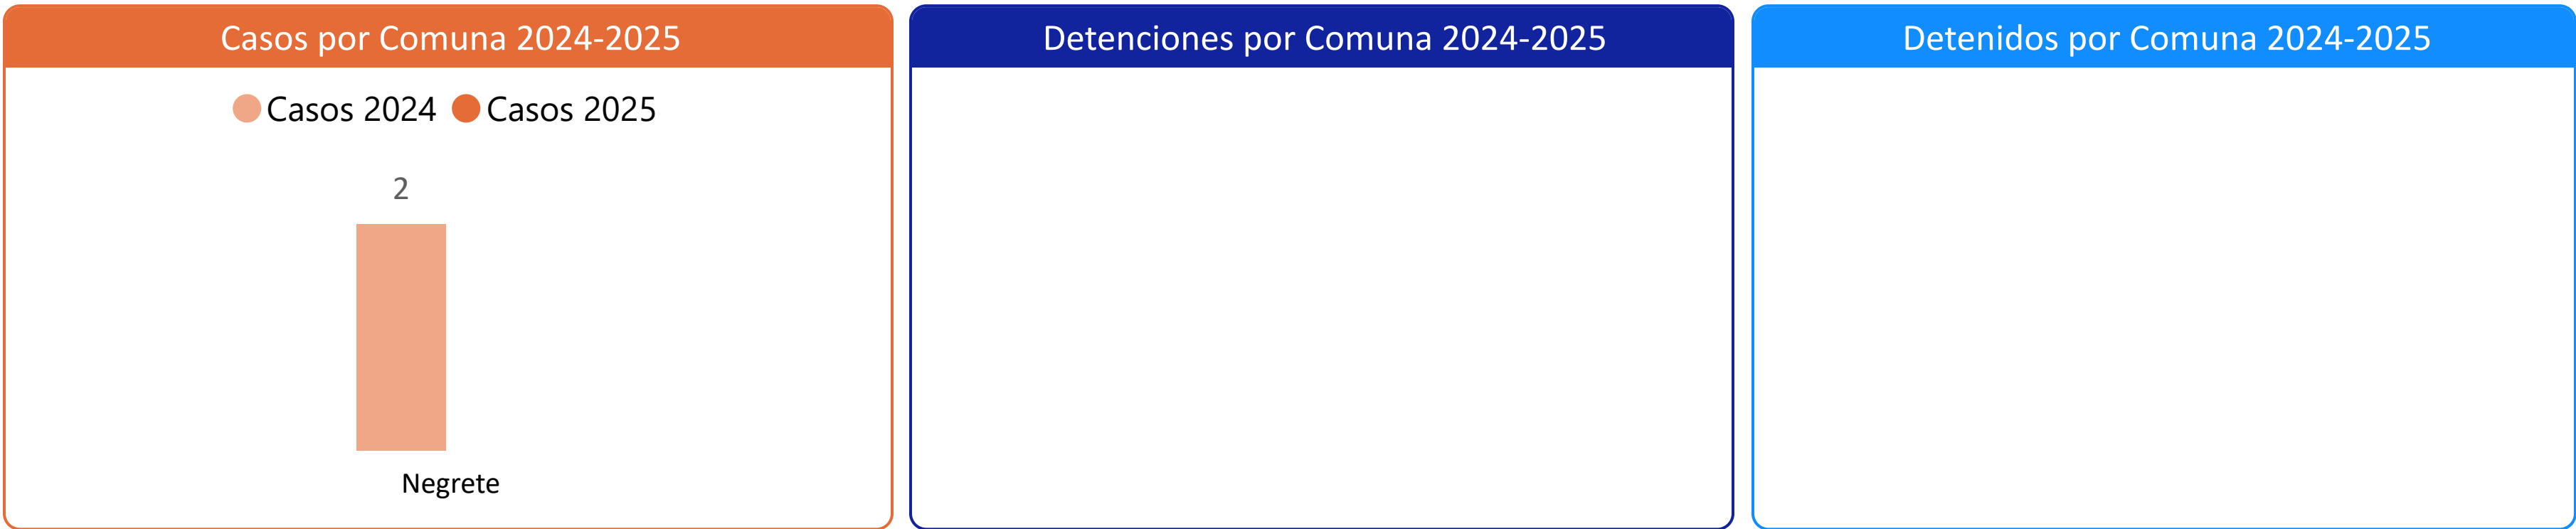 Casos por Comuna 2024-2025
Casos 2024 Casos 2025
2
Negrete
Detenciones por Comuna 2024-2025
Detenidos por Comuna 2024-2025